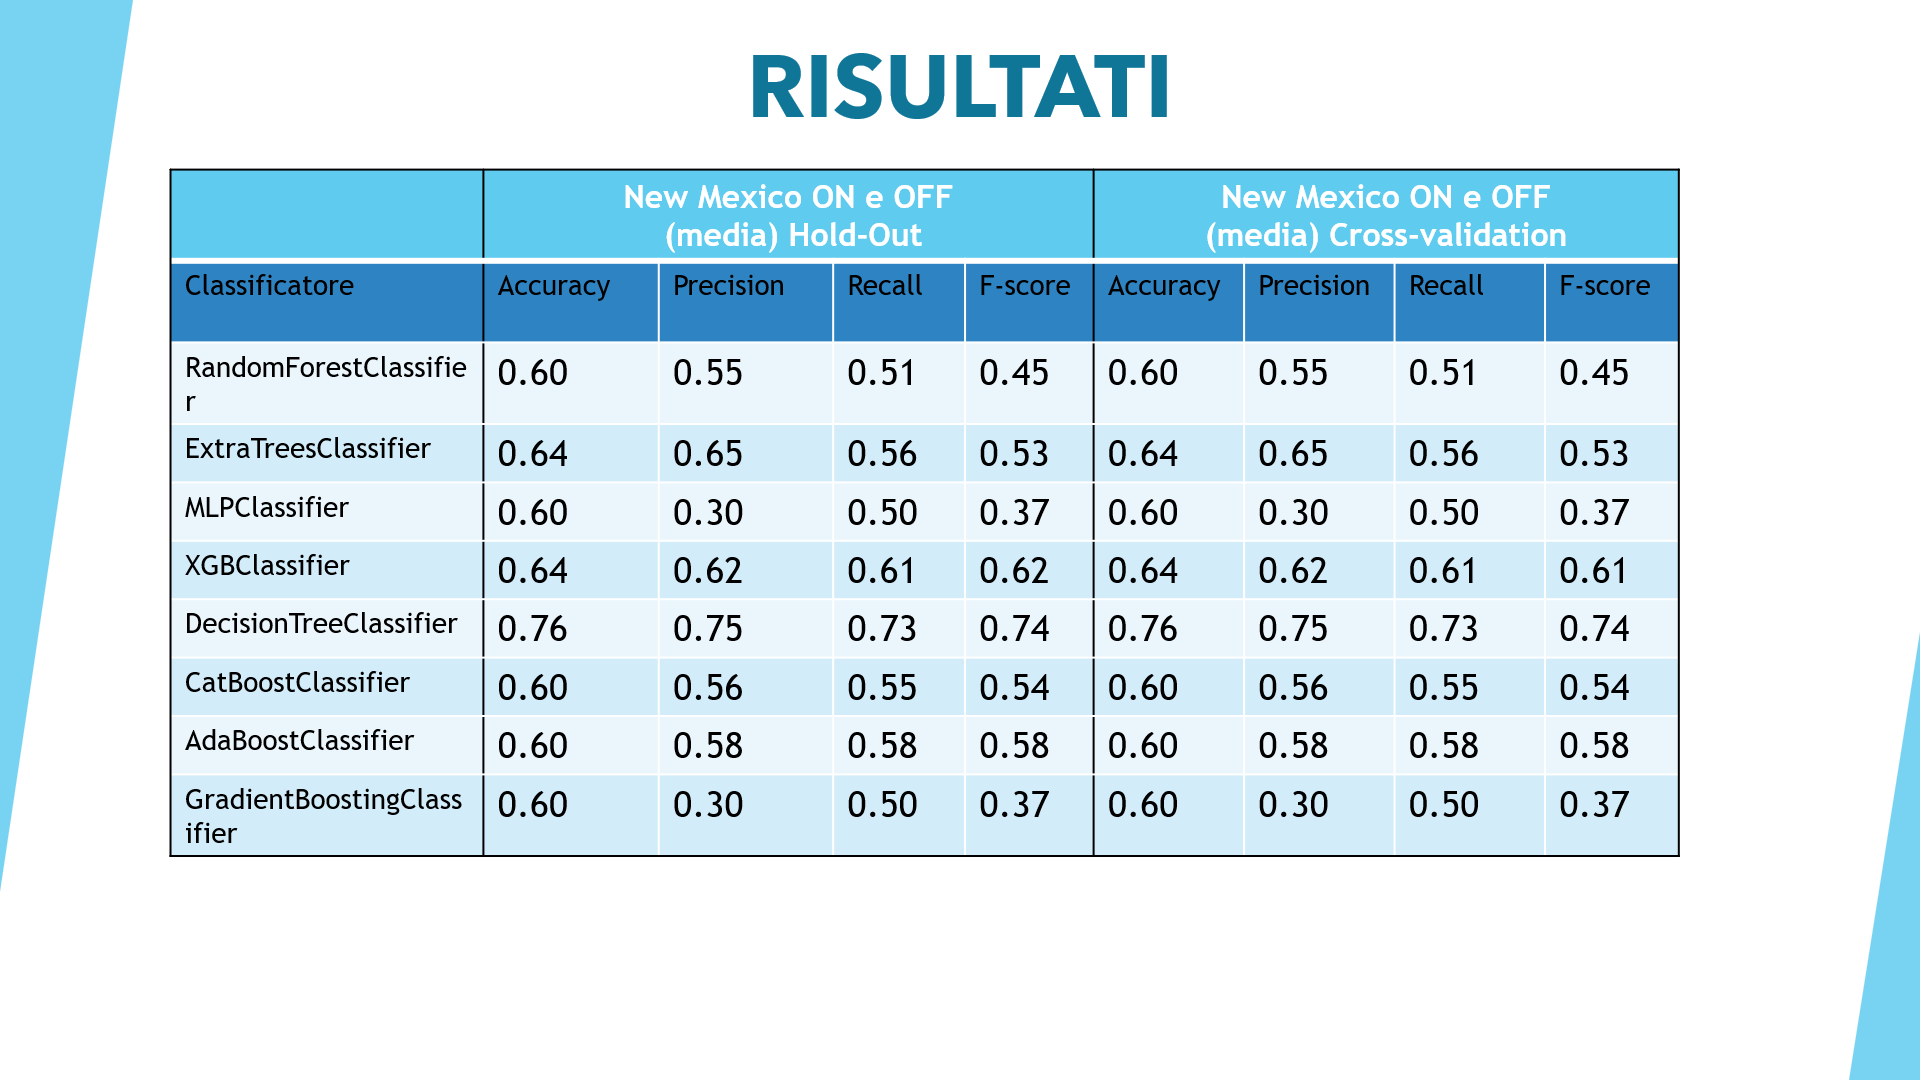 RISULTATI
New Mexico ON e OFF
(media) Hold-Out
New Mexico ON e OFF
(media) Cross-validation
Classificatore Accuracy Precision Recall F-score Accuracy Precision Recall F-score
RandomForestClassifie
r
0.60 0.55 0.51 0.45 0.60 0.55 0.51 0.45
ExtraTreesClassifier 0.64 0.65 0.56 0.53 0.64 0.65 0.56 0.53
MLPClassifier 0.60 0.30 0.50 0.37 0.60 0.30 0.50 0.37
XGBClassifier 0.64 0.62 0.61 0.62 0.64 0.62 0.61 0.61
DecisionTreeClassifier 0.76 0.75 0.73 0.74 0.76 0.75 0.73 0.74
CatBoostClassifier 0.60 0.56 0.55 0.54 0.60 0.56 0.55 0.54
AdaBoostClassifier 0.60 0.58 0.58 0.58 0.60 0.58 0.58 0.58
GradientBoostingClass
ifier
0.60 0.30 0.50 0.37 0.60 0.30 0.50 0.37